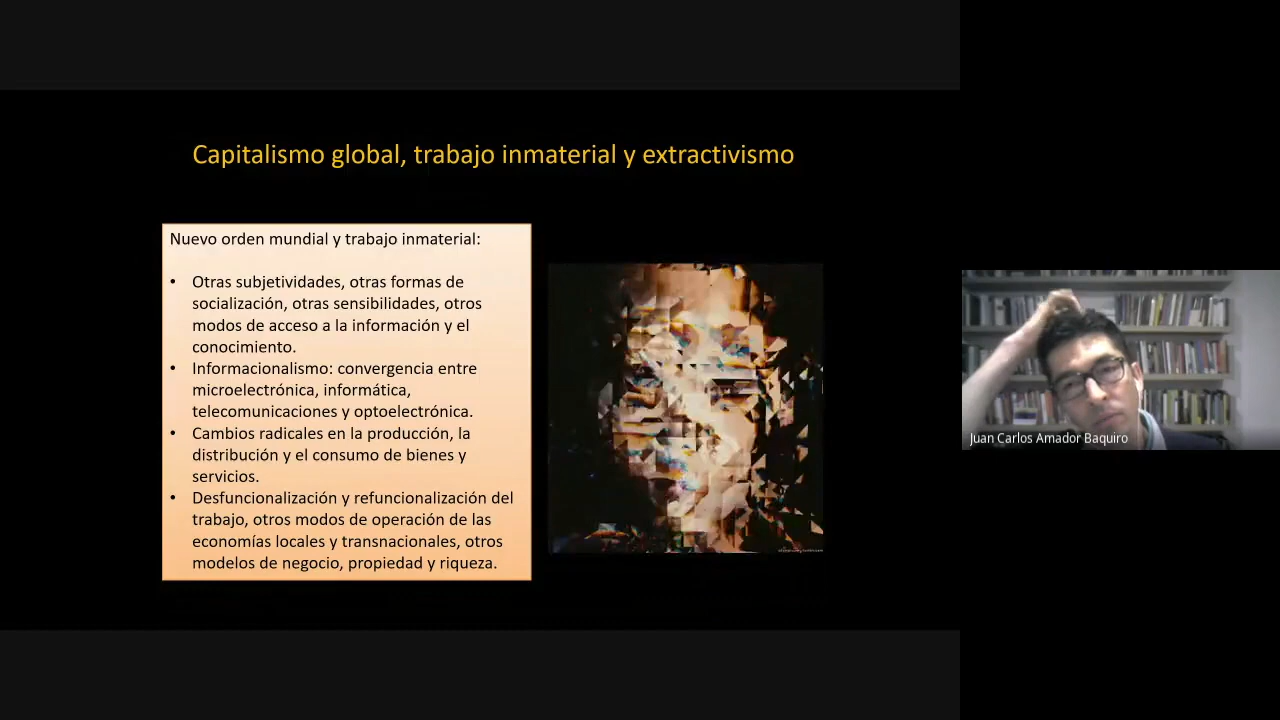 Capitalismo global, trabajo inmaterial y extractivismo
Nuevo orden mundial y trabajo inmaterial:
• Otras subjetividades, otras formas de
socialización, otras sensibilidades, otros
modos de acceso a la información y el
conocimiento.
• Informacionalismo: convergencia entre
microelectrónica, informática,
telecomunicaciones y optoelectrónica.
• Cambios radicales en la producción, la
distribución y el consumo de bienes y
servicios.
• Desfuncionalización y refuncionalización del
trabajo, otros modos de operación de las
economías locales y transnacionales, otros
modelos de negocio, propiedad y riqueza.
Juan Carlos Amador Baquiro